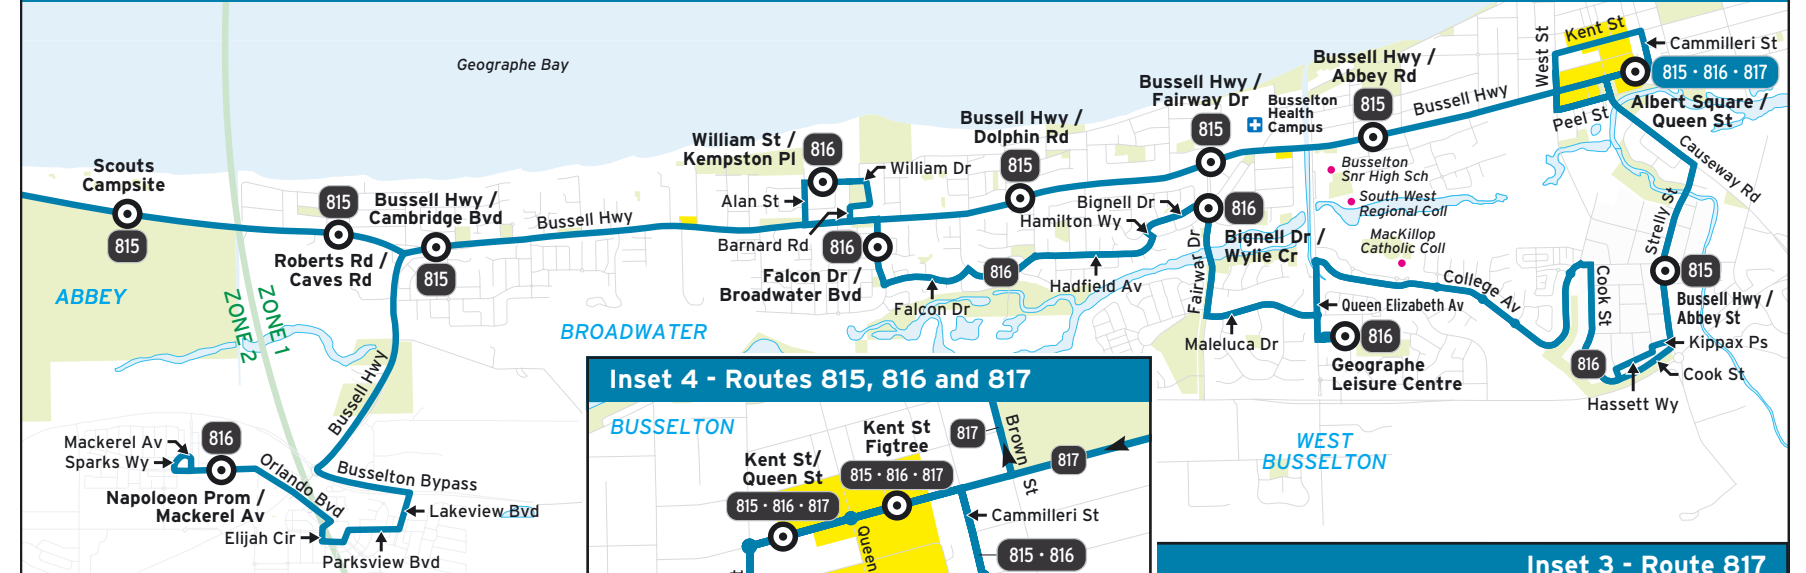 Geographe Bay
Scouts
Campsite
815
ABBEY
ZONE 2
ZONE 1
815
Roberts Rd /
Caves Rd
Bussell Hwy /
Cambridge Bvd
815
Bussell Hwy
Bussell Hwy
BROADWATER
William St /
Kempston Pl
816
William Dr
Alan St
Barnard Rd
816
Falcon Dr /
Broadwater Bvd
Falcon Dr
816
Hadfield Av
Hamilton Wy
Bignell Dr
Bussell Hwy /
Dolphin Rd
815
Bussell Hwy /
Fairway Dr
815
Busselton
Health
Campus
Bussell Hwy /
Abbey Rd
815
Bussell Hwy
West St
Kent St
Cammilleri St
815 • 816 • 817
Albert Square /
Queen St
Peel St
Causeway Rd
Strelly St
Busselton
Snr High Sch
South West
Regional Coll
MacKillop
Catholic Coll
816
Bignell Dr /
Wylie Cr
Fairway Dr
Maleluca Dr
Queen Elizabeth Av
816
Geographe
Leisure Centre
College Av
Cook St
815
Bussell Hwy /
Abbey St
Kippax Ps
Cook St
816
Hassett Wy
WEST
BUSSELTON
Mackerel Av
Sparks Wy
816
Napoloeon Prom /
Mackerel Av
Orlando Bvd
Busselton Bypass
Lakeview Bvd
Elijah Cir
Parksview Bvd
Inset 4 - Routes 815, 816 and 817
BUSSELTON
Kent St
Figtree
815 • 816 • 817
Kent St/
Queen St
815 • 816 • 817
817
Brown St
817
Cammilleri St
815 • 816
Queen
Inset 3 - Route 817